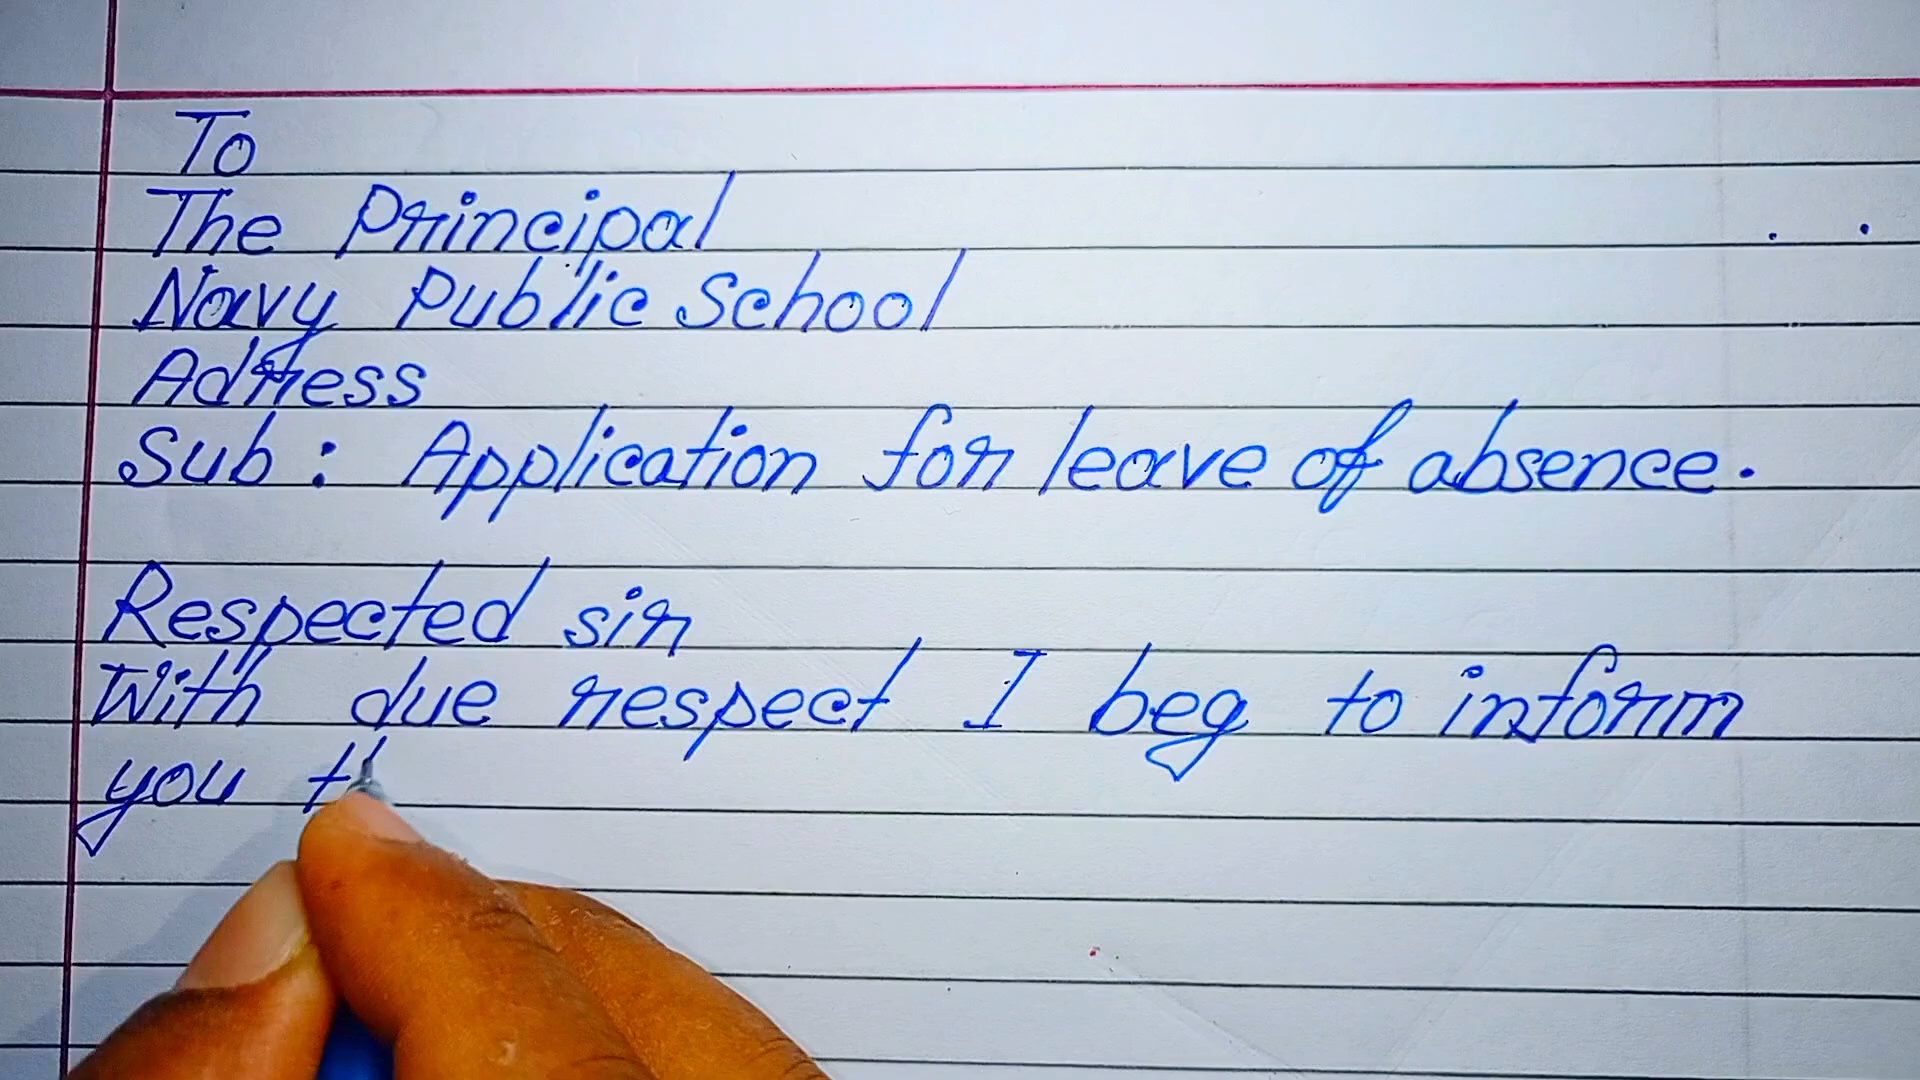 To
The Principal
Navy Public School
Adress
Sub: Application for leave of absence.
Respected sir
With due respect I beg to inform
you